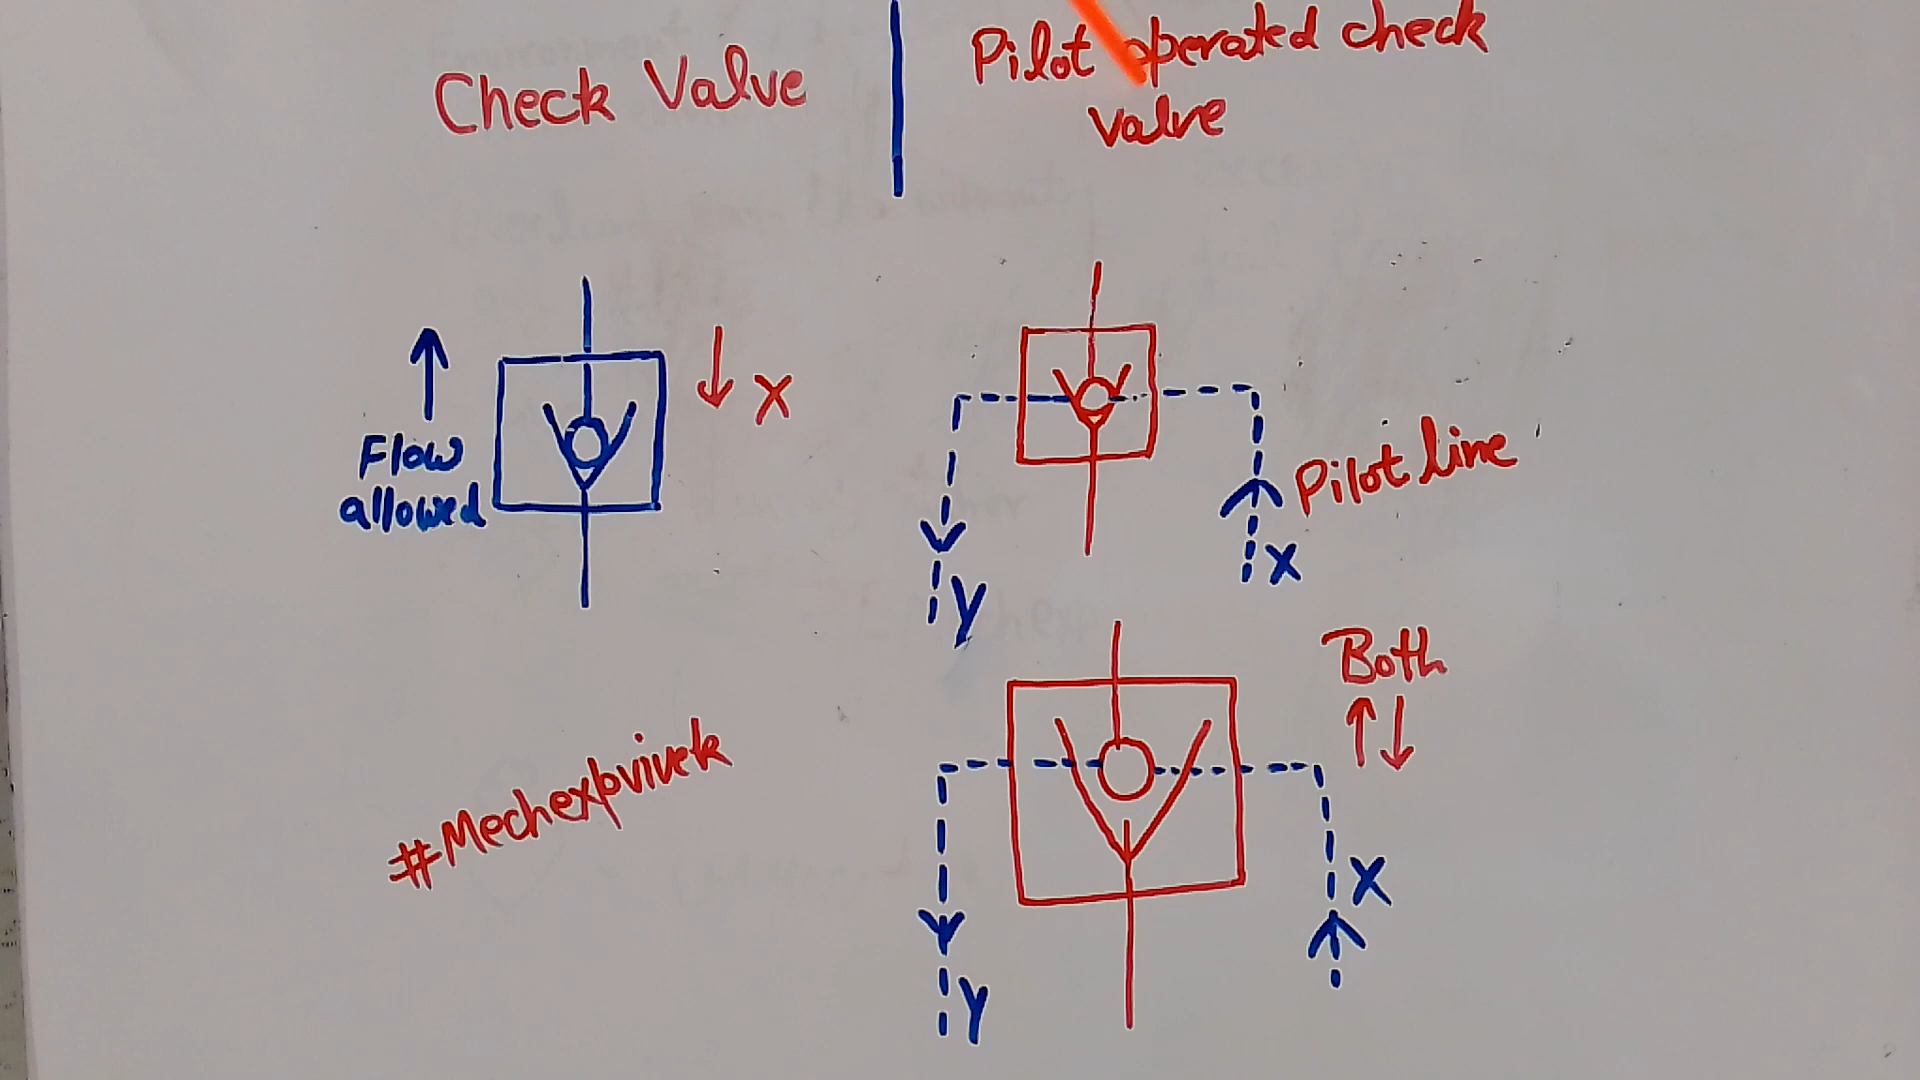 Check Valve
Pilot operated check
valve
Flow
allowed
X
Pilot line
X
y
Both
X
y
#Mechexpvivek